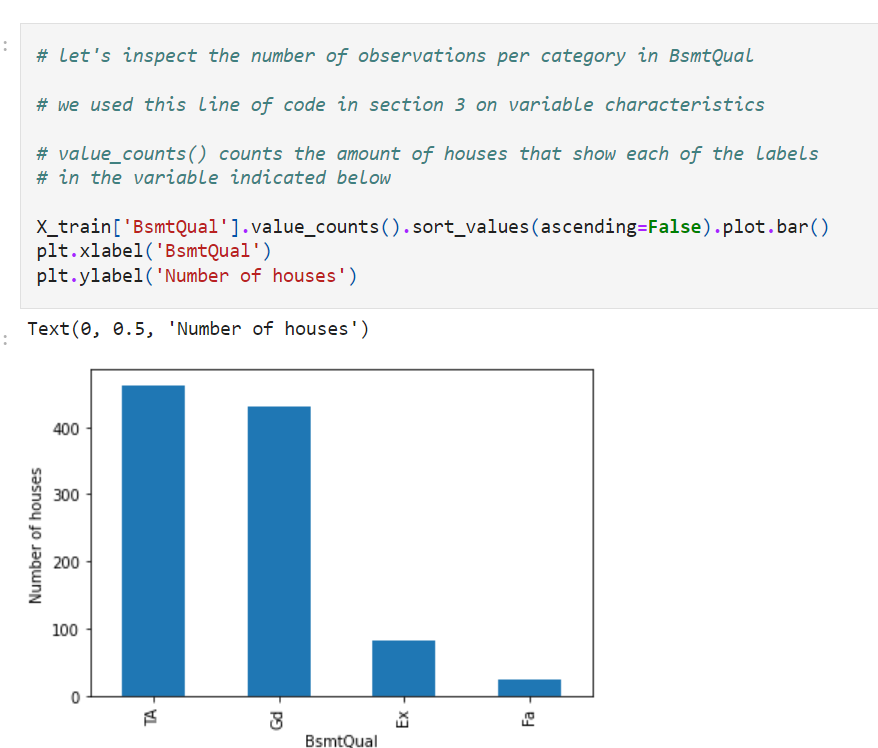 :
# let's inspect the number of observations per category in BsmtQual
# we used this line of code in section 3 on variable characteristics
# value_counts() counts the amount of houses that show each of the labels
# in the variable indicated below
X_train['BsmtQual'].value_counts().sort_values(ascending=False).plot.bar()
plt.xlabel('BsmtQual')
plt.ylabel('Number of houses')
:
Text(0, 0.5, 'Number of houses')
400
300
200
100
0
Number of houses
TA
Gd
Ex
Fa
BsmtQual